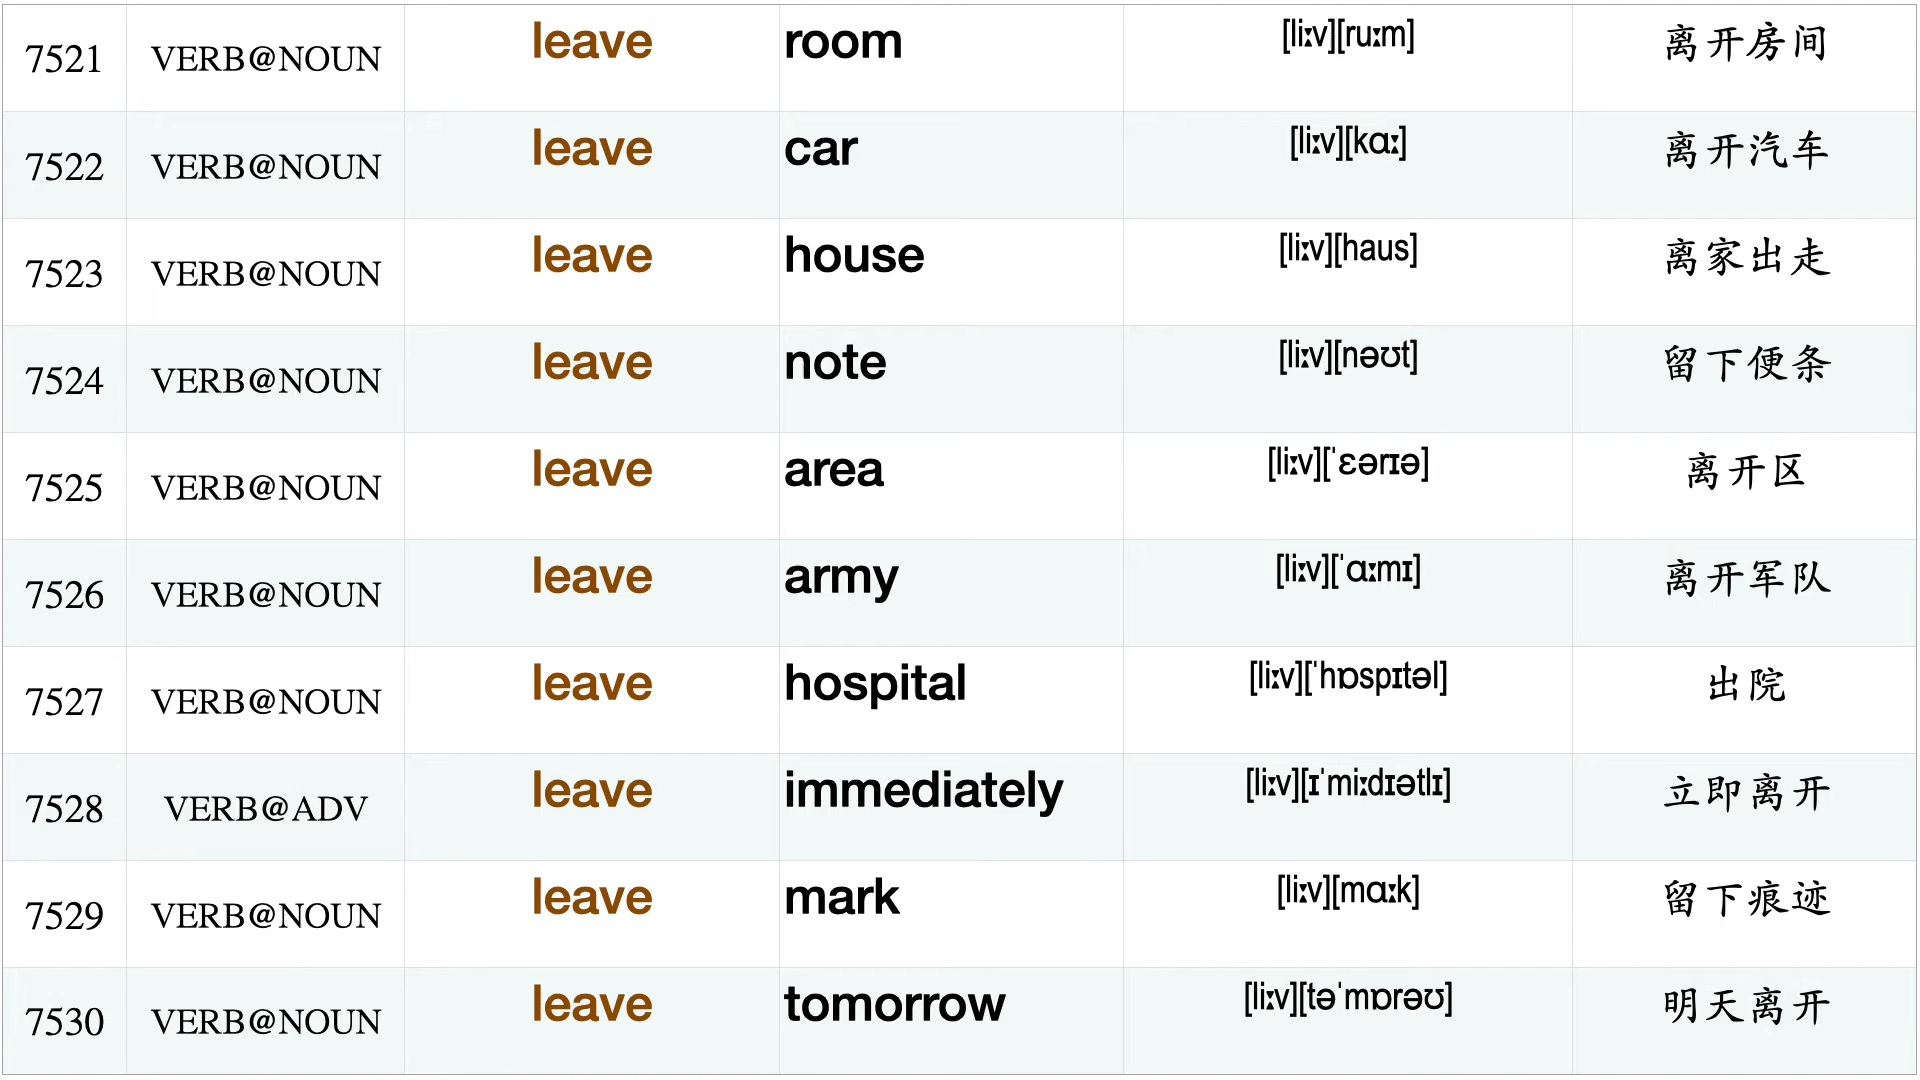 7521 VERB@NOUN leave room [liːv][ruːm] 离开房间
7522 VERB@NOUN leave car [liːv][kɑː] 离开汽车
7523 VERB@NOUN leave house [liːv][haus] 离家出走
7524 VERB@NOUN leave note [liːv][nəʊt] 留下便条
7525 VERB@NOUN leave area [liːv][ˈɛərɪə] 离开区
7526 VERB@NOUN leave army [liːv][ˈɑːmɪ] 离开军队
7527 VERB@NOUN leave hospital [liːv][ˈhɒspɪtəl] 出院
7528 VERB@ADV leave immediately [liːv][ɪˈmiːdɪətlɪ] 立即离开
7529 VERB@NOUN leave mark [liːv][mɑːk] 留下痕迹
7530 VERB@NOUN leave tomorrow [liːv][təˈmɒrəʊ] 明天离开